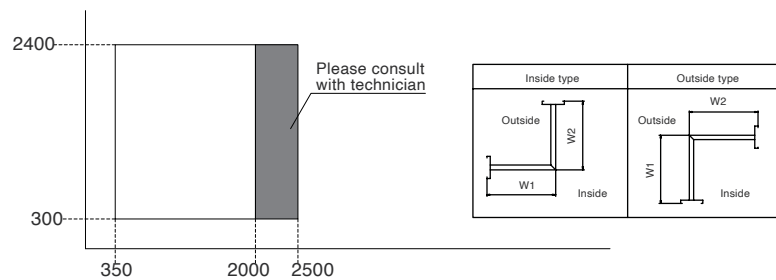 2400
Please consult
with technician
300
350
2000
2500
Inside type
Outside type
Outside
W2
W1
Inside
W2
Outside
W1
Inside